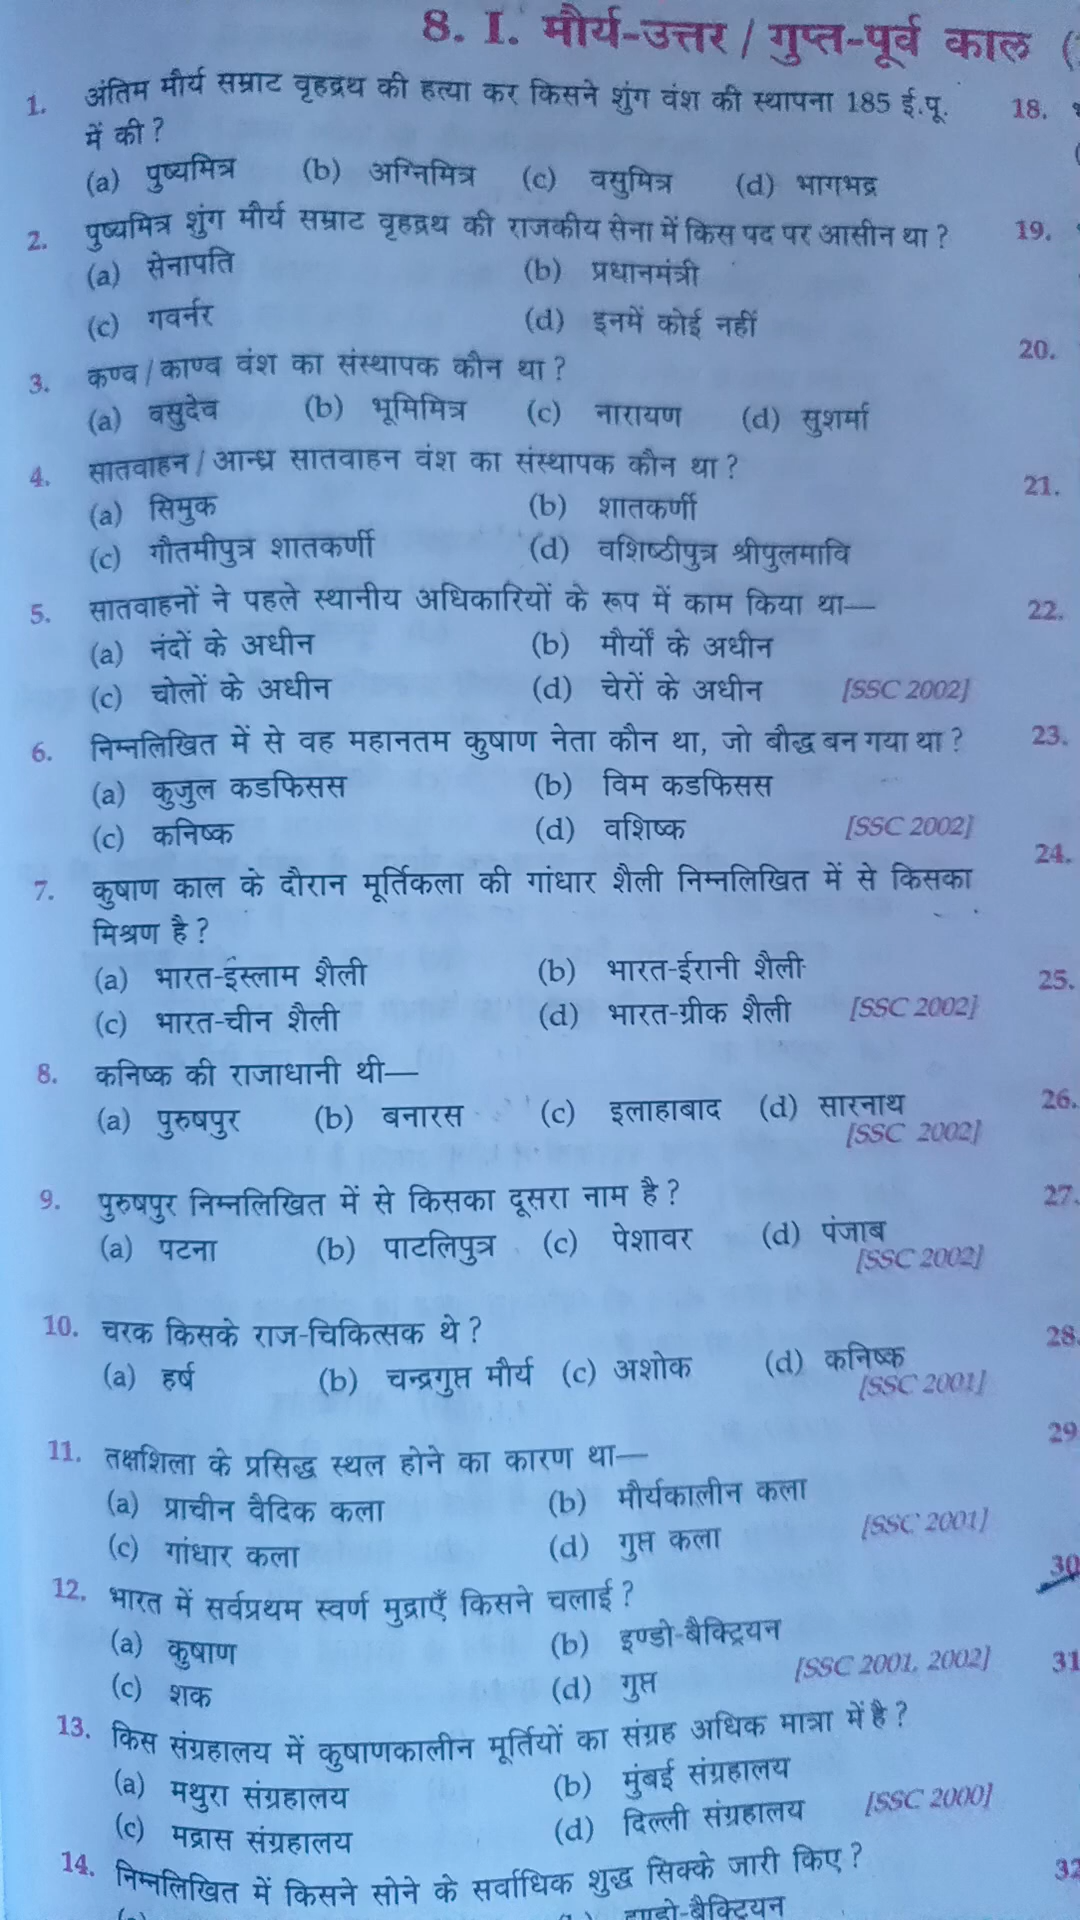 8. I. मौर्य-उत्तर / गुप्त-पूर्व काल (
1. अंतिम मौर्य सम्राट वृहद्रथ की हत्या कर किसने शुंग वंश की स्थापना 185 ई.पू.
में की ?
(a) पुष्यमित्र (b) अग्निमित्र (c) वसुमित्र (d) भागभद्र
2. पुष्यमित्र शुंग मौर्य सम्राट वृहद्रथ की राजकीय सेना में किस पद पर आसीन था ?
(a) सेनापति (b) प्रधानमंत्री
(c) गवर्नर (d) इनमें कोई नहीं
3. कण्व / काण्व वंश का संस्थापक कौन था ?
(a) वसुदेव (b) भूमिमित्र (c) नारायण (d) सुशर्मा
4. सातवाहन / आन्ध्र सातवाहन वंश का संस्थापक कौन था ?
(a) सिमुक (b) शातकर्णी
(c) गौतमीपुत्र शातकर्णी (d) वशिष्ठीपुत्र श्रीपुलमावि
5. सातवाहनों ने पहले स्थानीय अधिकारियों के रूप में काम किया था—
(a) नंदों के अधीन (b) मौर्यों के अधीन
(c) चोलों के अधीन (d) चेरों के अधीन [SSC 2002]
6. निम्नलिखित में से वह महानतम कुषाण नेता कौन था, जो बौद्ध बन गया था ?
(a) कुजुल कडफिसस (b) विम कडफिसस
(c) कनिष्क (d) वशिष्क [SSC 2002]
7. कुषाण काल के दौरान मूर्तिकला की गांधार शैली निम्नलिखित में से किसका
मिश्रण है ?
(a) भारत-इस्लाम शैली (b) भारत-ईरानी शैली
(c) भारत-चीन शैली (d) भारत-ग्रीक शैली [SSC 2002]
8. कनिष्क की राजाधानी थी—
(a) पुरुषपुर (b) बनारस (c) इलाहाबाद (d) सारनाथ
[SSC 2002]
9. पुरुषपुर निम्नलिखित में से किसका दूसरा नाम है ?
(a) पटना (b) पाटलिपुत्र (c) पेशावर (d) पंजाब
[SSC 2002]
10. चरक किसके राज-चिकित्सक थे ?
(a) हर्ष (b) चन्द्रगुप्त मौर्य (c) अशोक (d) कनिष्क
[SSC 2001]
11. तक्षशिला के प्रसिद्ध स्थल होने का कारण था—
(a) प्राचीन वैदिक कला (b) मौर्यकालीन कला
(c) गांधार कला (d) गुप्त कला [SSC 2001]
12. भारत में सर्वप्रथम स्वर्ण मुद्राएँ किसने चलाई ?
(a) कुषाण (b) इण्डो-बैक्ट्रियन
(c) शक (d) गुप्त [SSC 2001, 2002]
13. किस संग्रहालय में कुषाणकालीन मूर्तियों का संग्रह अधिक मात्रा में है ?
(a) मथुरा संग्रहालय (b) मुंबई संग्रहालय
(c) मद्रास संग्रहालय (d) दिल्ली संग्रहालय [SSC 2000]
14. निम्नलिखित में किसने सोने के सर्वाधिक शुद्ध सिक्के जारी किए ?
इण्डो-बैक्ट्रियन
18.
19.
20.
21.
22.
23.
24.
25.
26.
27.
28.
29
30
31
32